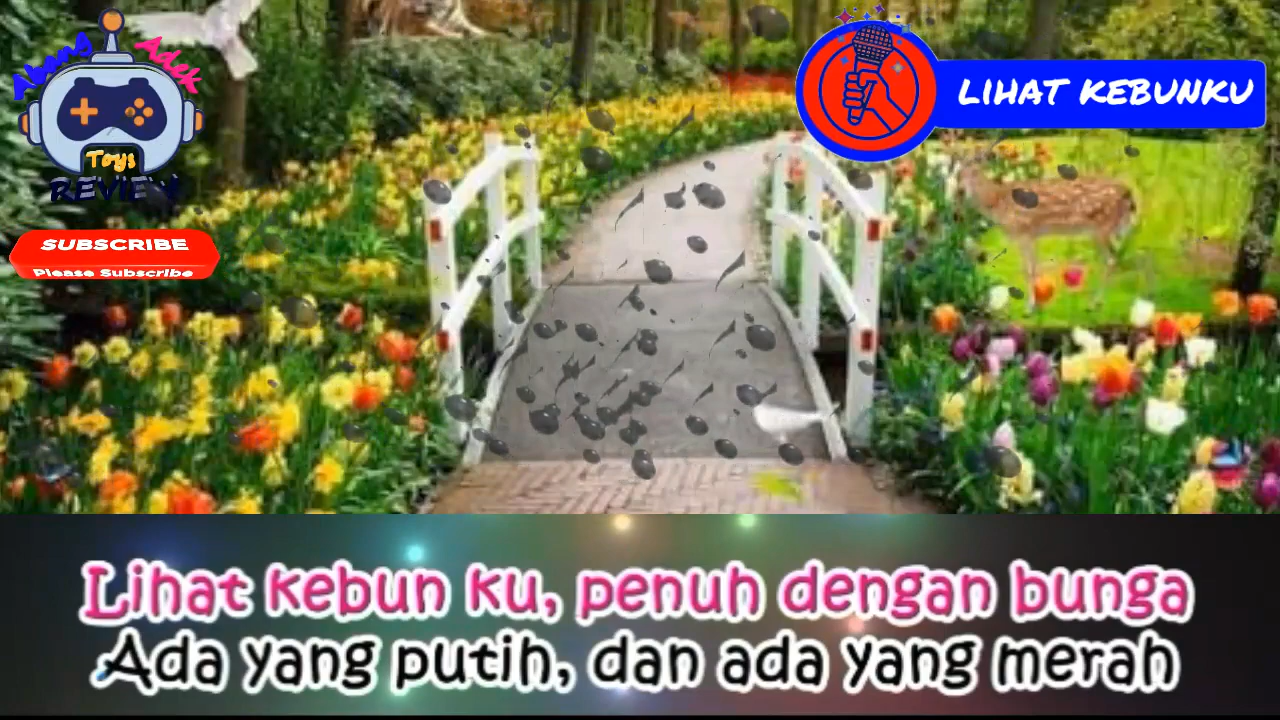 Abang Adek
Toys
REVIEW
SUBSCRIBE
Please Subscribe
LIHAT KEBUNKU
Lihat kebun ku, penuh dengan bunga
Ada yang putih, dan ada yang merah